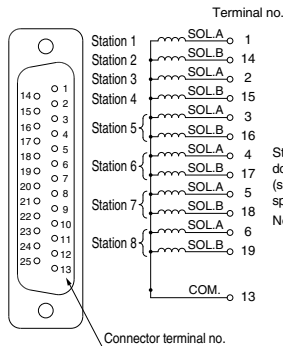 Terminal no.
Station 1 SOL.A 1
Station 2 SOL.B 14
Station 3 SOL.A 2
Station 4 SOL.B 15
Station 5 SOL.A 3
SOL.B 16
Station 6 SOL.A 4
SOL.B 17
Station 7 SOL.A 5
SOL.B 18
Station 8 SOL.A 6
SOL.B 19
COM. 13
1
14
2
15
3
16
4
17
5
18
6
19
7
20
8
21
9
22
10
23
11
24
12
25
13
Connector terminal no.
St
do
(s
sp
N